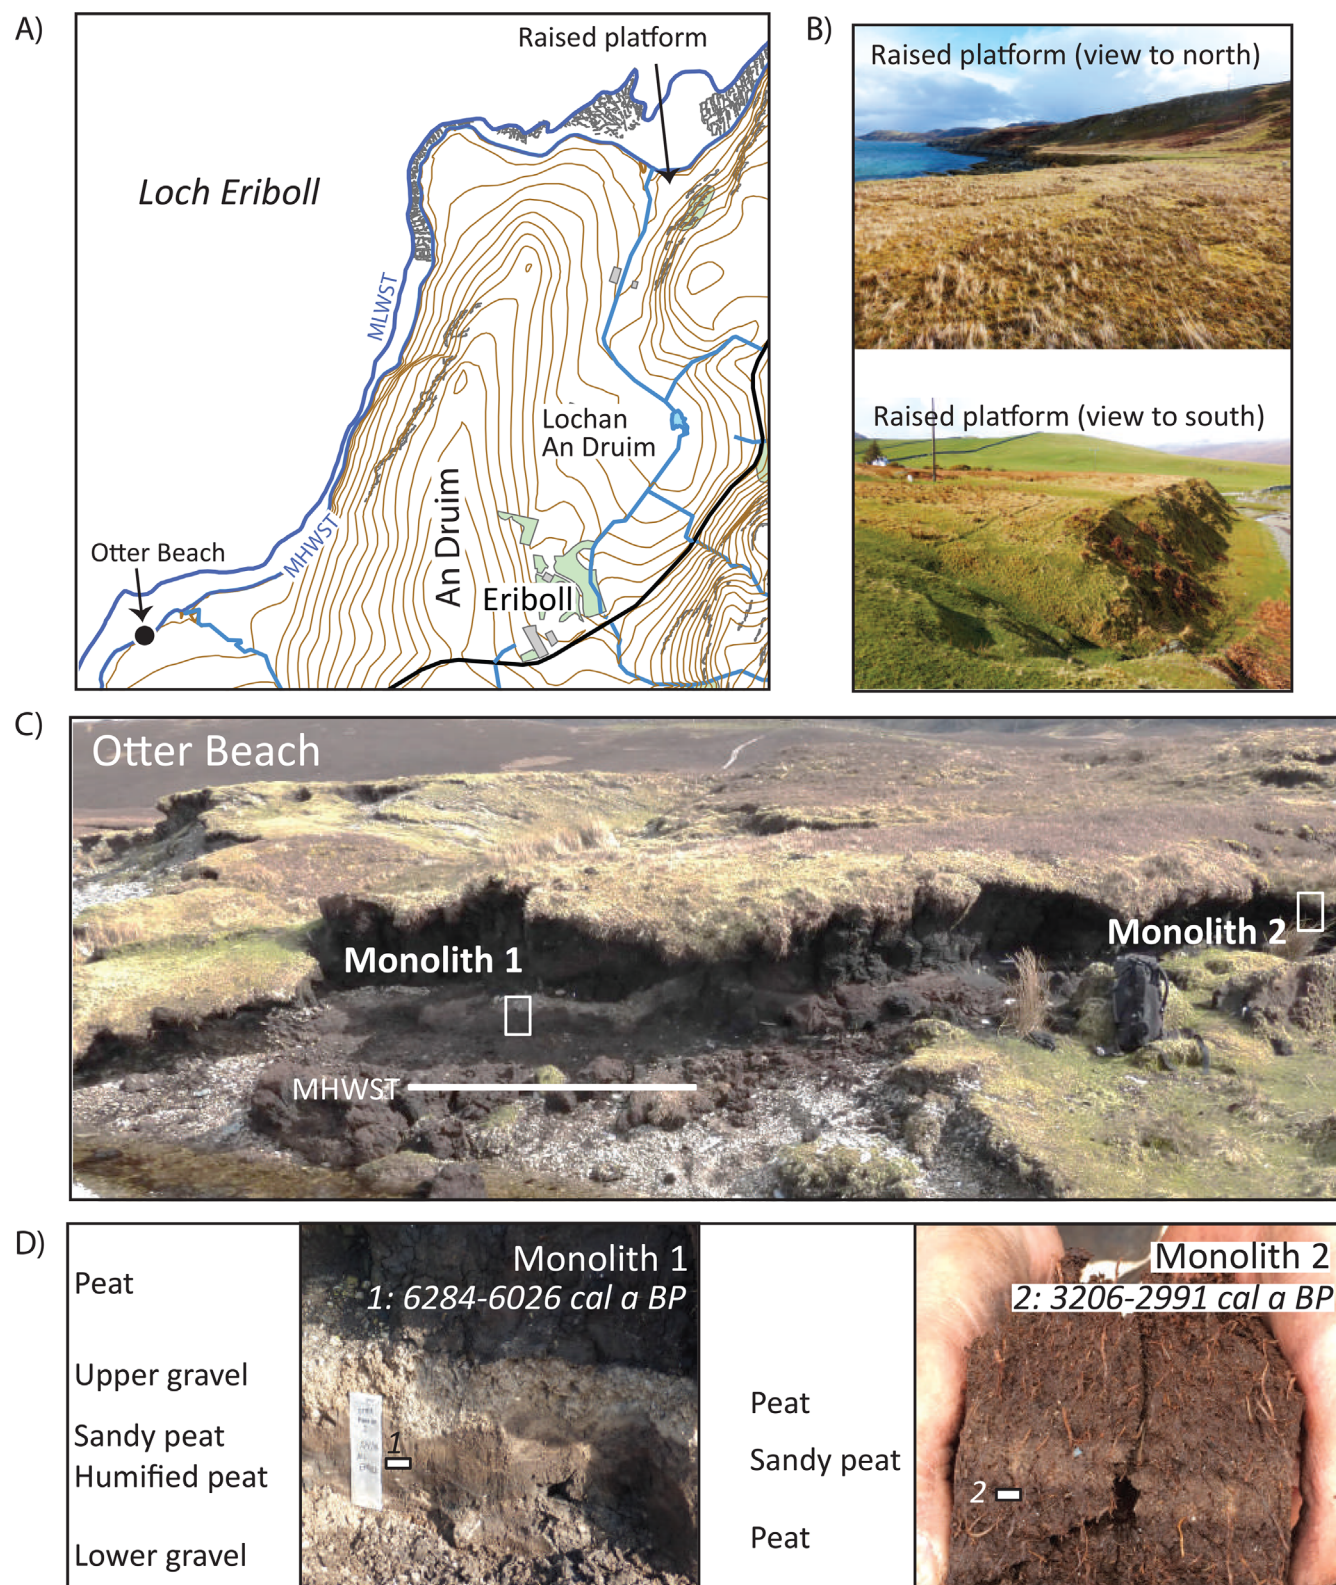 A)
Raised platform
Loch Eriboll
MLWST
Lochan
An Druim
MHWST
An Druim
Otter Beach
Eriboll
B)
Raised platform (view to north)
Raised platform (view to south)
C)
Otter Beach
Monolith 1
Monolith 2
MHWST
D)
Peat
Upper gravel
Sandy peat
Humified peat
Lower gravel
Monolith 1
1: 6284-6026 cal a BP
1
Peat
Sandy peat
Peat
Monolith 2
2: 3206-2991 cal a BP
2